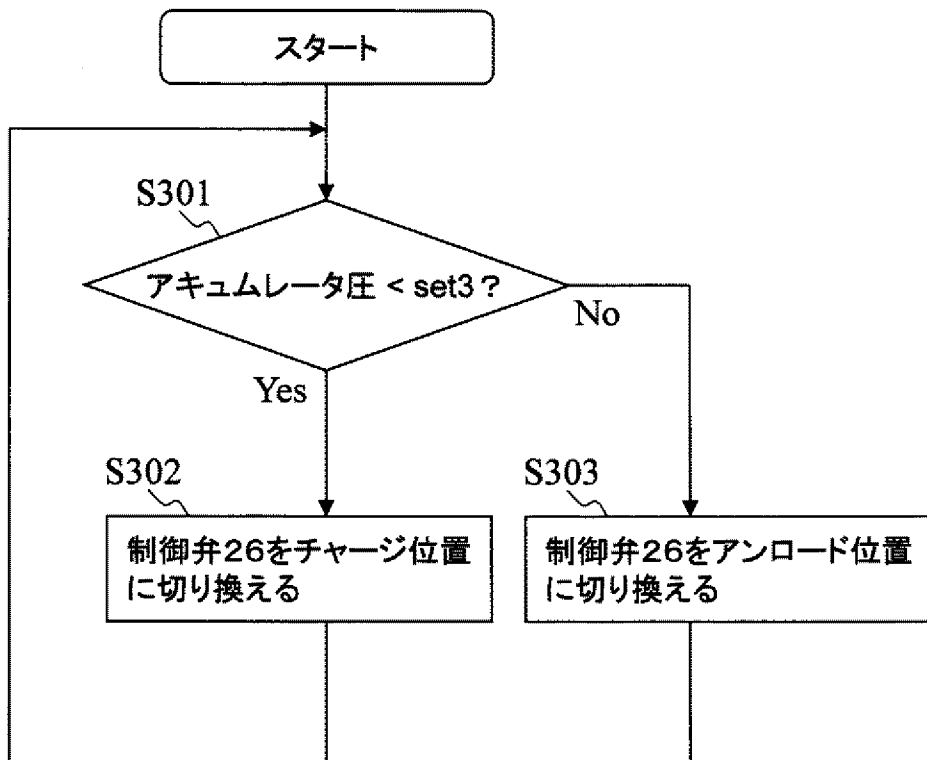 スタート
S301
アキュムレータ圧 < set3？
No
Yes
S302
制御弁２６をチャージ位置
に切り換える
S303
制御弁２６をアンロード位置
に切り換える